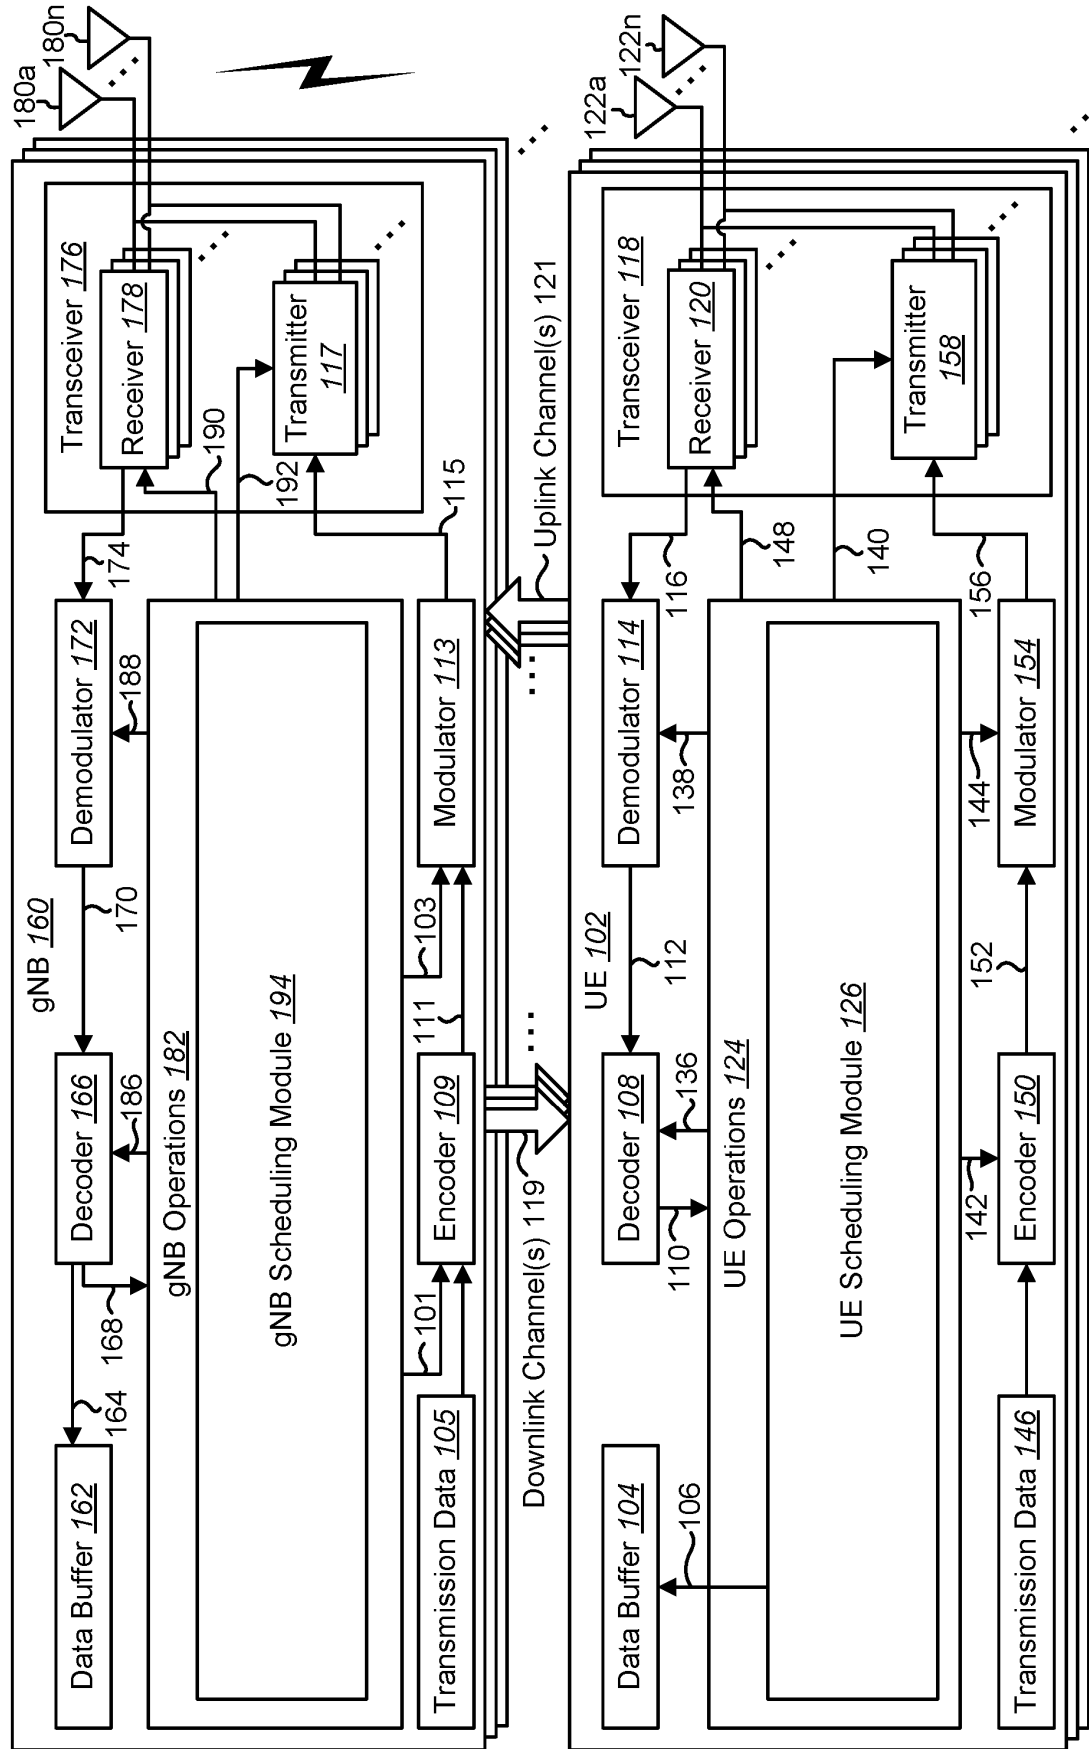 gNB 160
180a
180n
Transceiver 176
Receiver 178
Transmitter 117
190
192
115
174
Demodulator 172
188
170
Decoder 166
186
168
164
Data Buffer 162
gNB Operations 182
gNB Scheduling Module 194
103
101
111
Modulator 113
Encoder 109
Transmission Data 105
Downlink Channel(s) 119
Uplink Channel(s) 121
UE 102
122a
122n
Transceiver 118
Receiver 120
Transmitter 158
148
140
156
116
Demodulator 114
138
112
Decoder 108
136
110
Data Buffer 104
106
UE Operations 124
UE Scheduling Module 126
144
142
Modulator 154
152
Encoder 150
Transmission Data 146